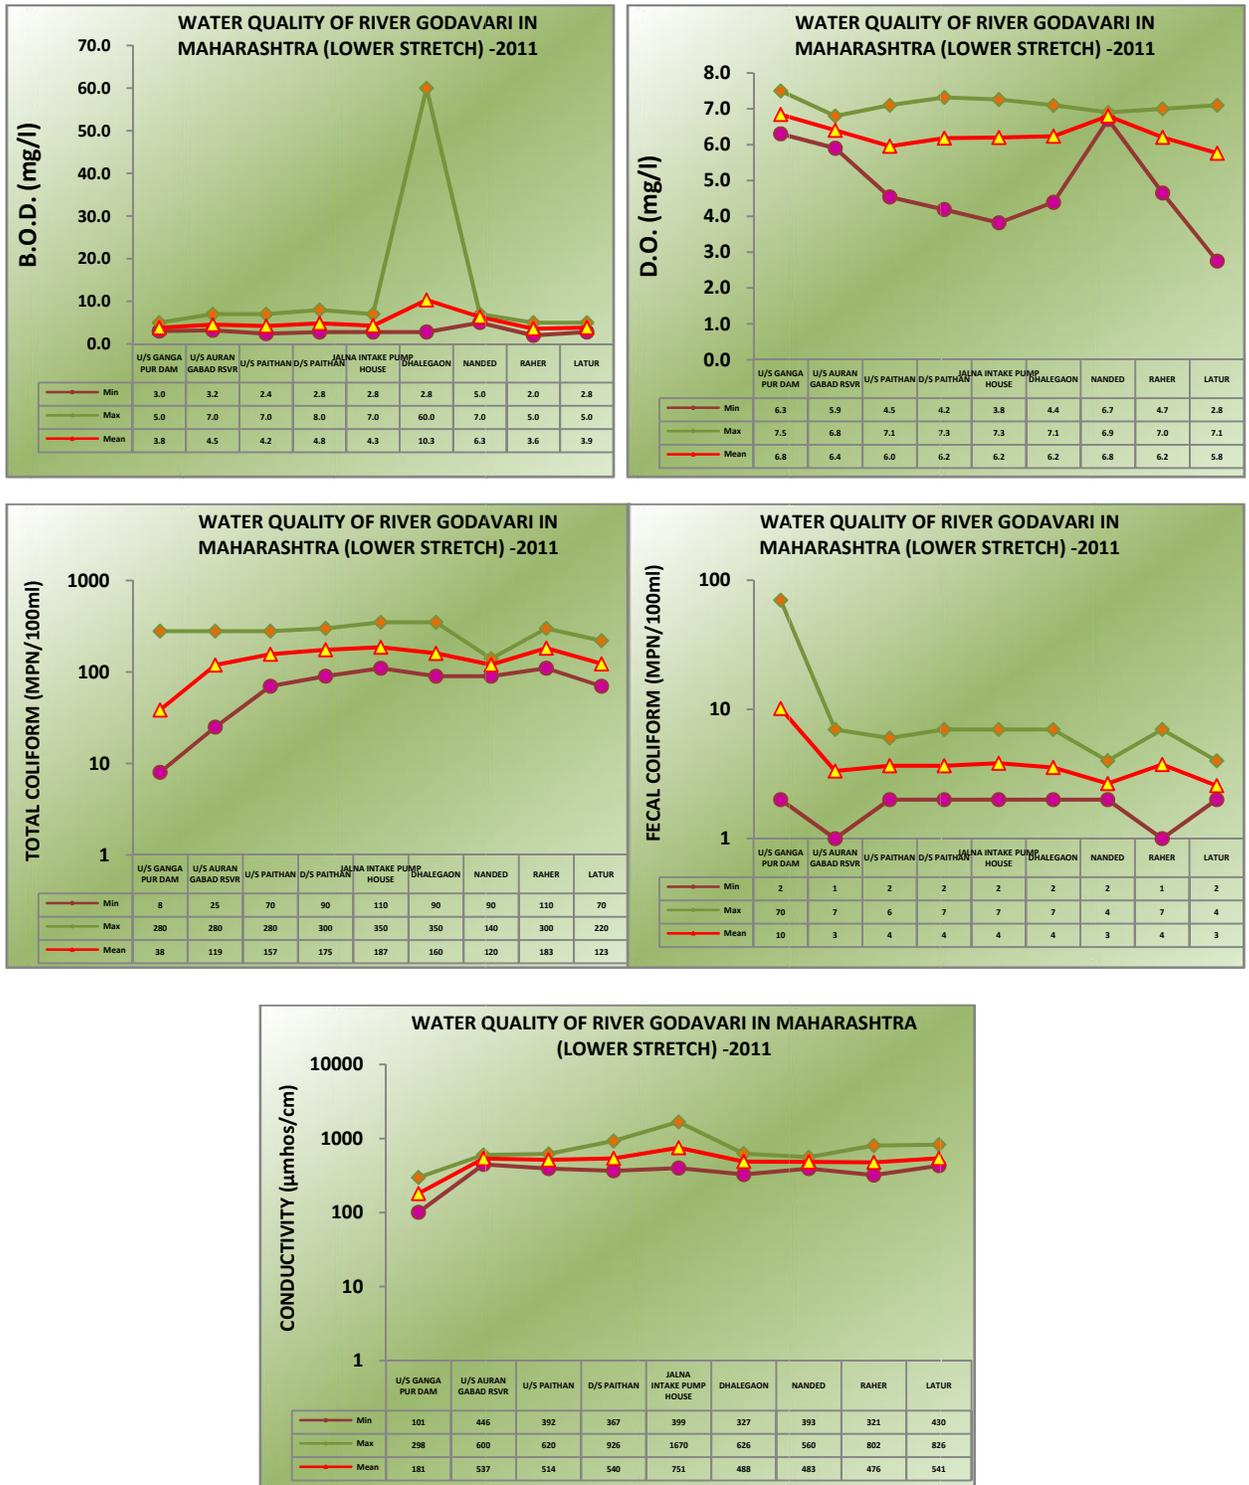 WATER QUALITY OF RIVER GODAVARI IN
MAHARASHTRA (LOWER STRETCH) -2011
B.O.D. (mg/l)
70.0
60.0
50.0
40.0
30.0
20.0
10.0
0.0
U/S GANGA PUR DAM U/S AURAN GABAD RSVR U/S PAITHAN D/S PAITHAN JALNA INTAKE PUMP HOUSE DHALEGAON NANDED RAHER LATUR
Min 3.0 3.2 2.4 2.8 2.8 2.8 5.0 2.0 2.8
Max 5.0 7.0 7.0 8.0 7.0 60.0 7.0 5.0 5.0
Mean 3.8 4.5 4.2 4.8 4.3 10.3 6.3 3.6 3.9
WATER QUALITY OF RIVER GODAVARI IN
MAHARASHTRA (LOWER STRETCH) -2011
D.O. (mg/l)
8.0
7.0
6.0
5.0
4.0
3.0
2.0
1.0
0.0
U/S GANGA PUR DAM U/S AURAN GABAD RSVR U/S PAITHAN D/S PAITHAN JALNA INTAKE PUMP HOUSE DHALEGAON NANDED RAHER LATUR
Min 6.3 5.9 4.5 4.2 3.8 4.4 6.7 4.7 2.8
Max 7.5 6.8 7.1 7.3 7.3 7.1 6.9 7.0 7.1
Mean 6.8 6.4 6.0 6.2 6.2 6.2 6.8 6.2 5.8
WATER QUALITY OF RIVER GODAVARI IN
MAHARASHTRA (LOWER STRETCH) -2011
TOTAL COLIFORM (MPN/100ml)
1000
100
10
1
U/S GANGA PUR DAM U/S AURAN GABAD RSVR U/S PAITHAN D/S PAITHAN JALNA INTAKE PUMP HOUSE DHALEGAON NANDED RAHER LATUR
Min 8 25 70 90 110 90 90 110 70
Max 280 280 280 300 350 350 140 300 220
Mean 38 119 157 175 187 160 120 183 123
WATER QUALITY OF RIVER GODAVARI IN
MAHARASHTRA (LOWER STRETCH) -2011
FECAL COLIFORM (MPN/100ml)
100
10
1
U/S GANGA PUR DAM U/S AURAN GABAD RSVR U/S PAITHAN D/S PAITHAN JALNA INTAKE PUMP HOUSE DHALEGAON NANDED RAHER LATUR
Min 2 1 2 2 2 2 2 1 2
Max 70 7 6 7 7 7 4 7 4
Mean 10 3 4 4 4 4 3 4 3
WATER QUALITY OF RIVER GODAVARI IN MAHARASHTRA
(LOWER STRETCH) -2011
CONDUCTIVITY (µmhos/cm)
10000
1000
100
10
1
U/S GANGA PUR DAM U/S AURAN GABAD RSVR U/S PAITHAN D/S PAITHAN JALNA INTAKE PUMP HOUSE DHALEGAON NANDED RAHER LATUR
Min 101 446 392 367 399 327 393 321 430
Max 298 600 620 926 1670 626 560 802 826
Mean 181 537 514 540 751 488 483 476 541